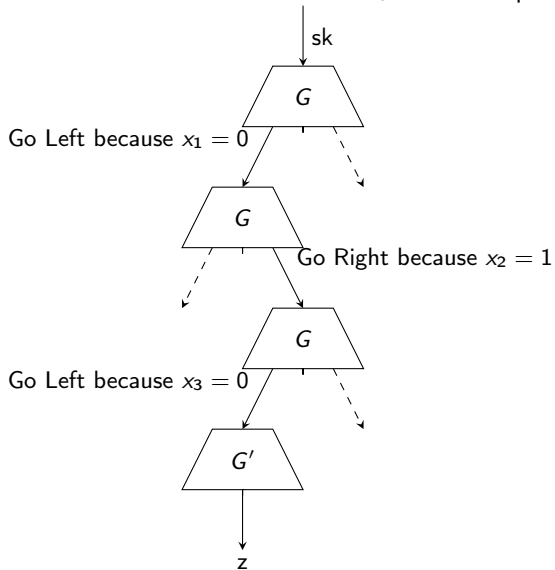 sk
G
Go Left because x₁ = 0
G
Go Right because x₂ = 1
G
Go Left because x₃ = 0
G′
z